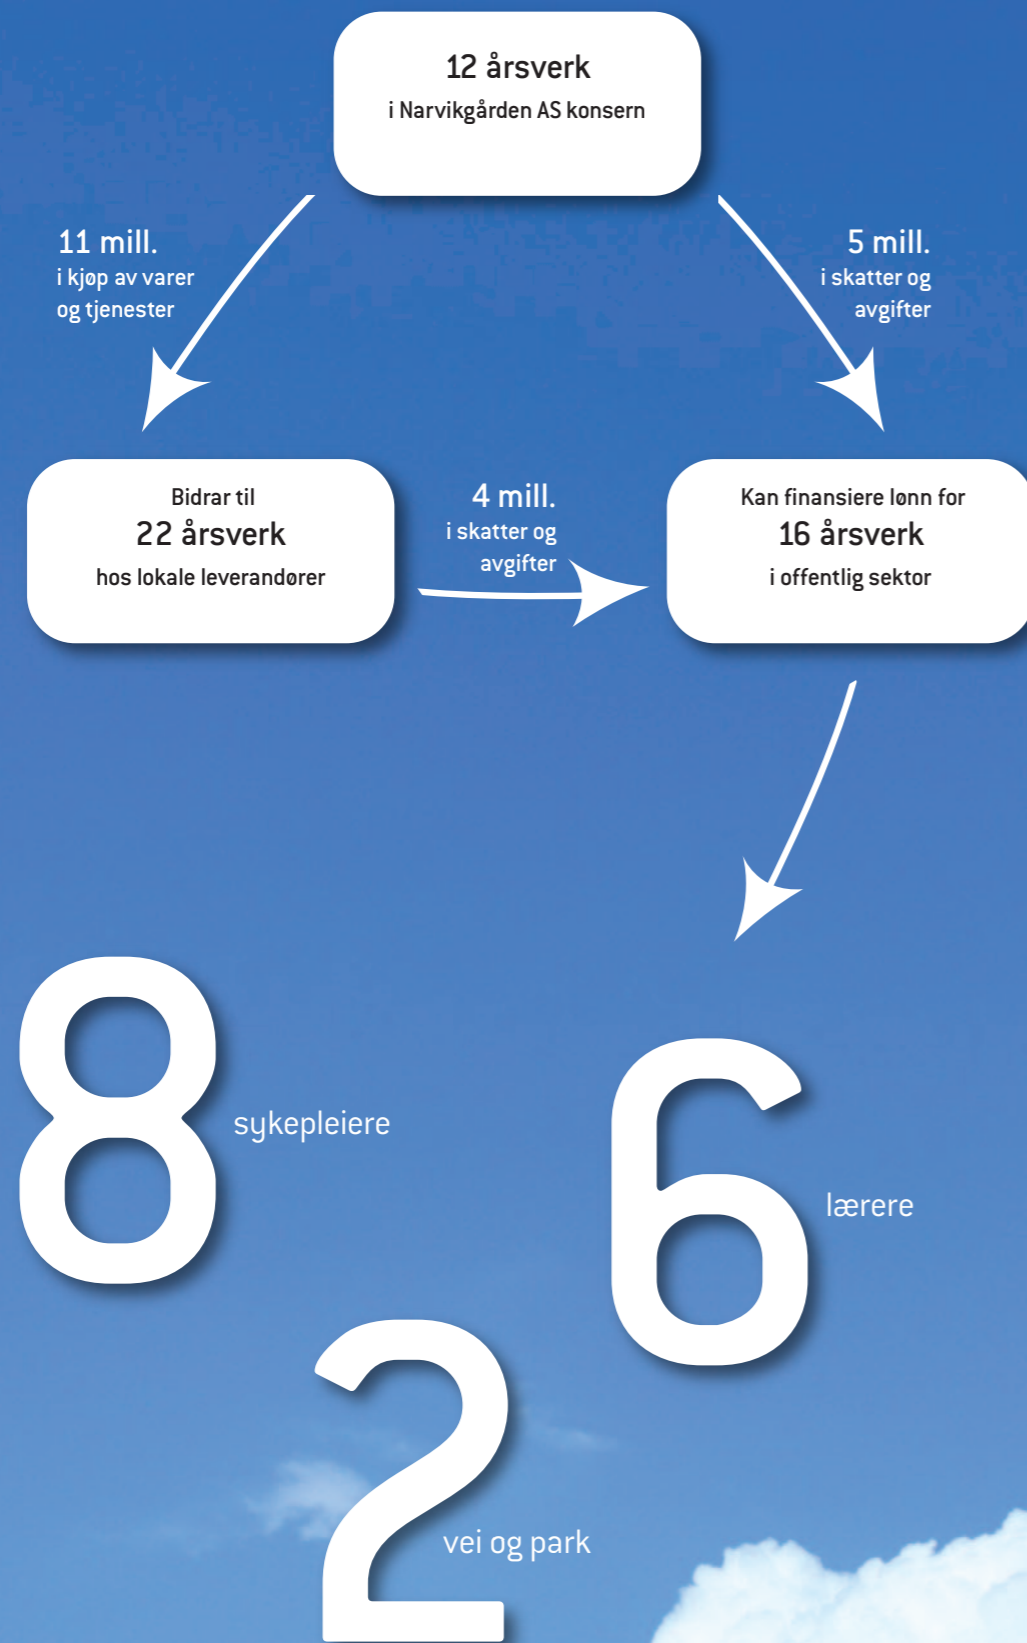 12 årsverk
i Narvikgården AS konsern
11 mill.
i kjøp av varer
og tjenester
5 mill.
i skatter og
avgifter
Bidrar til
22 årsverk
hos lokale leverandører
4 mill.
i skatter og
avgifter
Kan finansiere lønn for
16 årsverk
i offentlig sektor
8
sykepleiere
6
lærere
2
vei og park